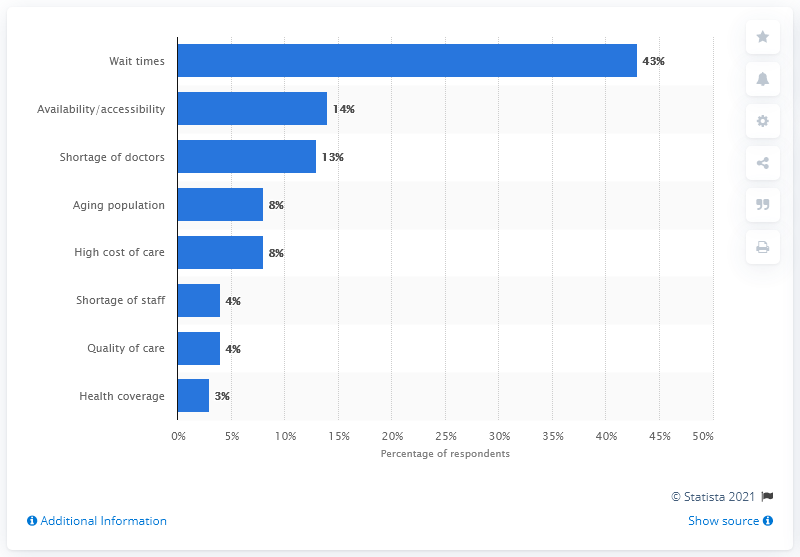 Wait times 43%
Availability/accessibility 14%
Shortage of doctors 13%
Aging population 8%
High cost of care 8%
Shortage of staff 4%
Quality of care 4%
Health coverage 3%
0% 5% 10% 15% 20% 25% 30% 35% 40% 45% 50%
Percentage of respondents
© Statista 2021
Additional Information Show source